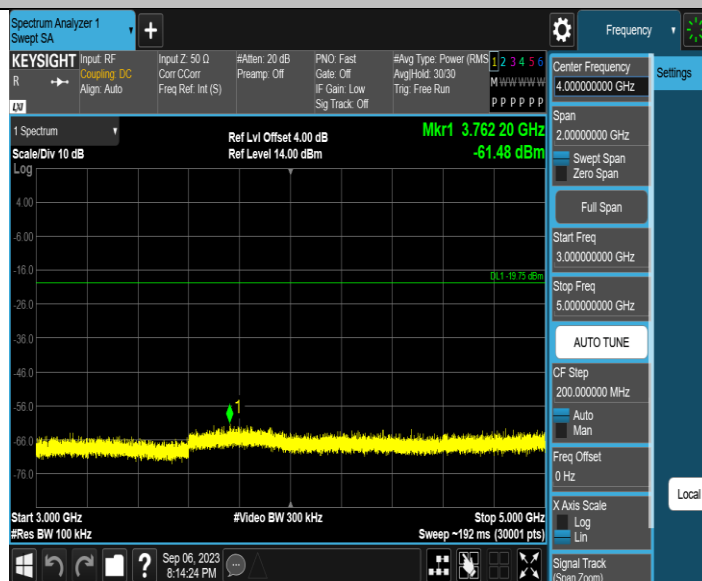 Spectrum Analyzer 1
Swept SA
+
Frequency
KEYSIGHT
R
LXI
Input: RF
Coupling: DC
Align: Auto
Input Z: 50 Ω
Corr CCorr
Freq Ref: Int (S)
#Atten: 20 dB
Preamp: Off
PNO: Fast
Gate: Off
IF Gain: Low
Sig Track: Off
#Avg Type: Power (RMS
Avg|Hold: 30/30
Trig: Free Run
1 2 3 4 5 6
M W W W W W
P P P P P P
1 Spectrum
Scale/Div 10 dB
Log
Ref Lvl Offset 4.00 dB
Ref Level 14.00 dBm
Mkr1 3.762 20 GHz
-61.48 dBm
4.00
-6.00
-16.0
-26.0
-36.0
-46.0
-56.0
-66.0
-76.0
DL1 -19.75 dBm
1
Start 3.000 GHz
#Res BW 100 kHz
#Video BW 300 kHz
Stop 5.000 GHz
Sweep ~192 ms (30001 pts)
?
Sep 06, 2023
8:14:24 PM
Center Frequency
4.00000000 GHz
Span
2.00000000 GHz
Swept Span
Zero Span
Full Span
Start Freq
3.000000000 GHz
Stop Freq
5.000000000 GHz
AUTO TUNE
CF Step
200.000000 MHz
Auto
Man
Freq Offset
0 Hz
X Axis Scale
Log
Lin
Signal Track
(Span Zoom)
Settings
Local